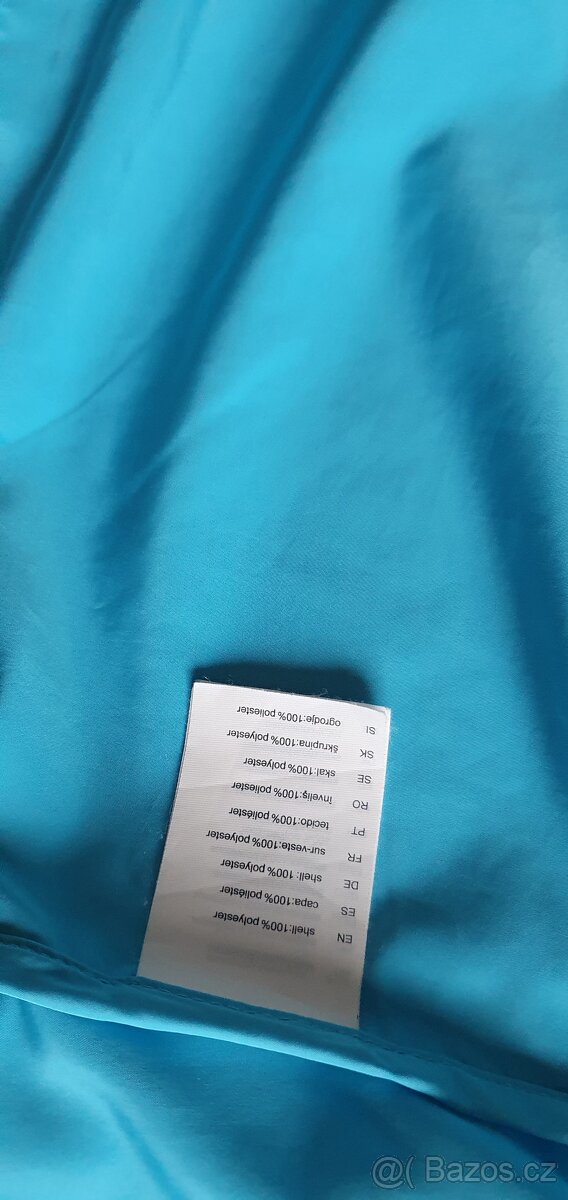 EN
shell:100% polyester
ES
capa:100% poliéster
DE
shell: 100% polyester
FR
sur-veste:100% polyester
PT
tecido:100% poliéster
RO
înveliş:100% poliester
SE
skal:100% polyester
SK
škrupina:100% polyester
SI
ogrodje:100% poliester
@( Bazos.cz